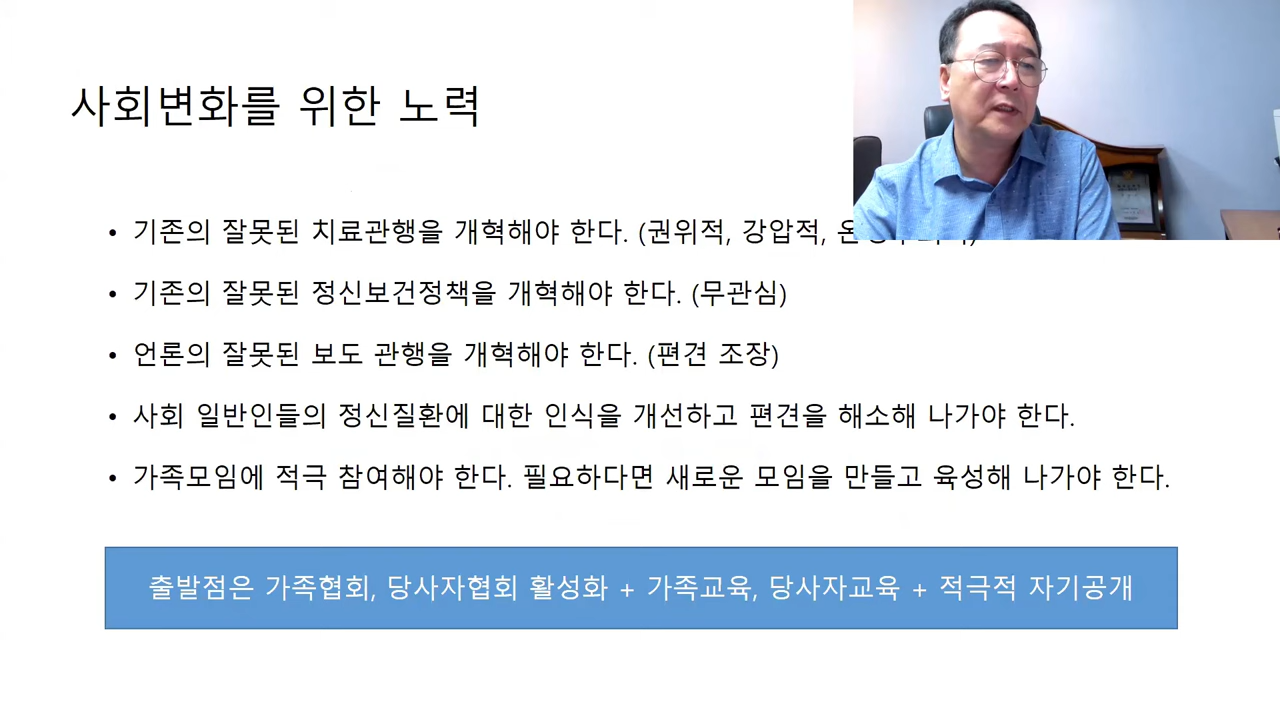 사회변화를 위한 노력
• 기존의 잘못된 치료관행을 개혁해야 한다. (권위적, 강압적,
• 기존의 잘못된 정신보건정책을 개혁해야 한다. (무관심)
• 언론의 잘못된 보도 관행을 개혁해야 한다. (편견 조장)
• 사회 일반인들의 정신질환에 대한 인식을 개선하고 편견을 해소해 나가야 한다.
• 가족모임에 적극 참여해야 한다. 필요하다면 새로운 모임을 만들고 육성해 나가야 한다.
출발점은 가족협회, 당사자협회 활성화 + 가족교육, 당사자교육 + 적극적 자기공개